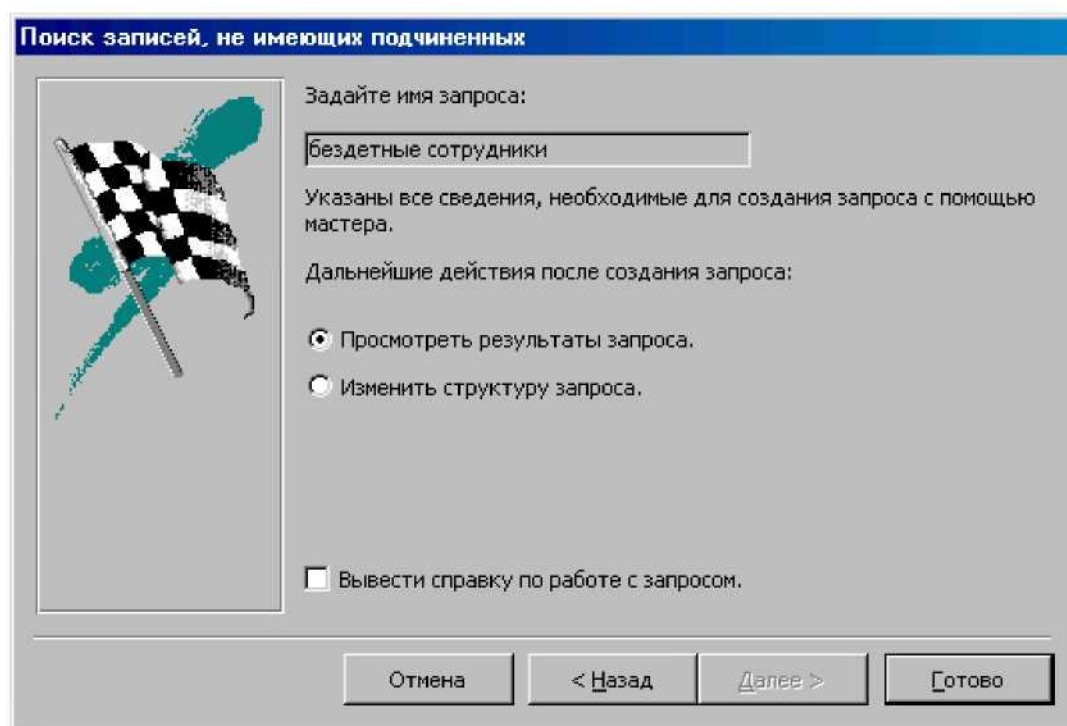 Поиск записей, не имеющих подчиненных
Задайте имя запроса:
бездетные сотрудники
Указаны все сведения, необходимые для создания запроса с помощью
мастера.
Дальнейшие действия после создания запроса:
Просмотреть результаты запроса.
Изменить структуру запроса.
Вывести справку по работе с запросом.
Отмена
< Назад
Далее >
Готово